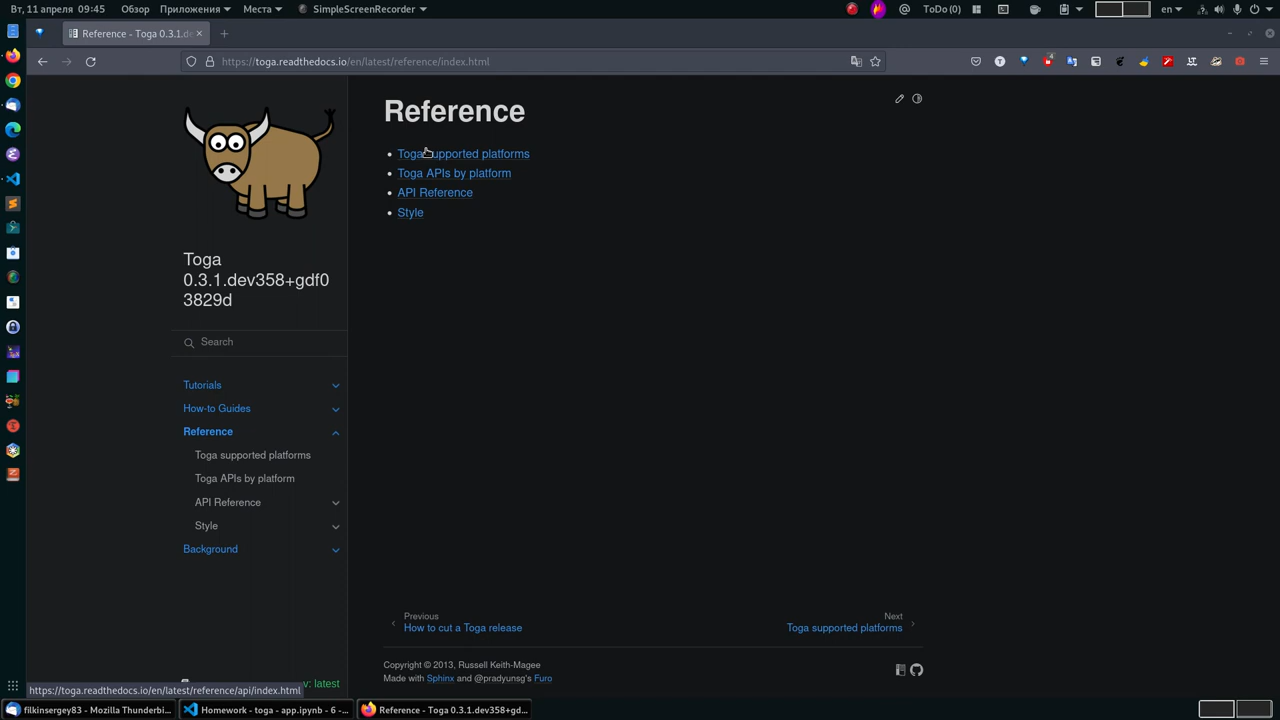 Вт, 11 апреля 09:45
Обзор
Приложения
Места
SimpleScreenRecorder
ToDo (0)
en
Reference - Toga 0.3.1.de
https://toga.readthedocs.io/en/latest/reference/index.html
4
Toga
0.3.1.dev358+gdf0
3829d
Search
Tutorials
How-to Guides
Reference
Toga supported platforms
Toga APIs by platform
API Reference
Style
Background
v: latest
Reference
Toga supported platforms
Toga APIs by platform
API Reference
Style
Previous
How to cut a Toga release
Next
Toga supported platforms
Copyright © 2013, Russell Keith-Magee
Made with Sphinx and @pradyunsg's Furo
https://toga.readthedocs.io/en/latest/reference/api/index.html
filkinsergey83 - Mozilla Thunderbi...
Homework - toga - app.ipynb - 6 -...
Reference - Toga 0.3.1.dev358+gd...